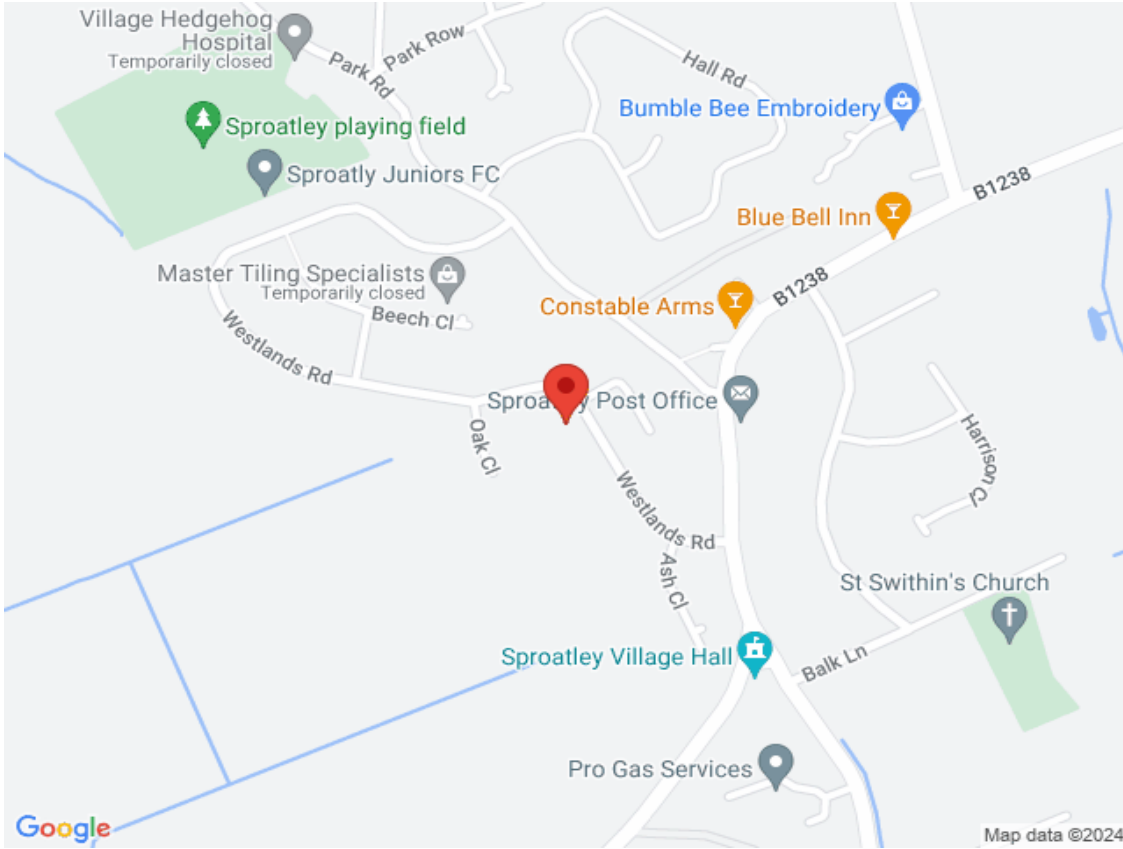 Village Hedgehog
Hospital
Temporarily closed
Park Rd
Park Row
Hall Rd
Bumble Bee Embroidery
Sproatley playing field
Sproatly Juniors FC
B1238
Blue Bell Inn
Master Tiling Specialists
Temporarily closed
Beech Cl
B1238
Constable Arms
Westlands Rd
Sproatley Post Office
Oak Cl
Harrison Cl
Westlands Rd
Ash Cl
St Swithin's Church
Sproatley Village Hall
Balk Ln
Pro Gas Services
Google
Map data ©2024